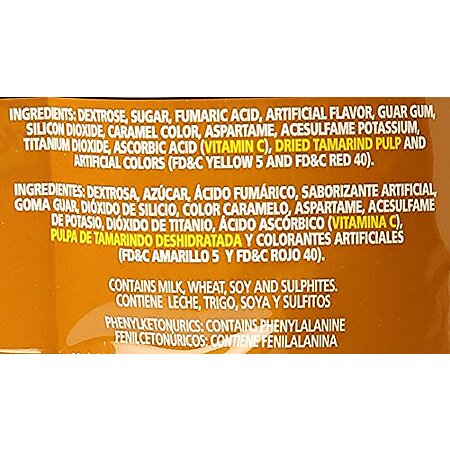 INGREDIENTS: DEXTROSE, SUGAR, FUMARIC ACID, ARTIFICIAL FLAVOR, GUAR GUM,
SILICON DIOXIDE, CARAMEL COLOR, ASPARTAME, ACESULFAME POTASSIUM,
TITANIUM DIOXIDE, ASCORBIC ACID (VITAMIN C), DRIED TAMARIND PULP AND
ARTIFICIAL COLORS (FD&C YELLOW 5 AND FD&C RED 40).
INGREDIENTES: DEXTROSA, AZÚCAR, ÁCIDO FUMÁRICO, SABORIZANTE ARTIFICIAL,
GOMA GUAR, DIÓXIDO DE SILICIO, COLOR CARAMELO, ASPARTAME, ACESULFAME
DE POTASIO, DIÓXIDO DE TITANIO, ÁCIDO ASCÓRBICO (VITAMINA C),
PULPA DE TAMARINDO DESHIDRATADA Y COLORANTES ARTIFICIALES
(FD&C AMARILLO 5 Y FD&C ROJO 40).
CONTAINS MILK, WHEAT, SOY AND SULPHITES.
CONTIENE LECHE, TRIGO, SOYA Y SULFITOS
PHENYLKETONURICS: CONTAINS PHENYLALANINE
FENILCETONURICOS: CONTIENE FENILALANINA